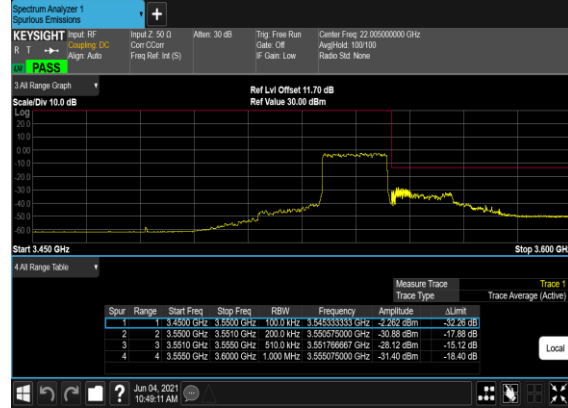 Spectrum Analyzer 1
Spurious Emissions
KEYSIGHT Input: RF Input Z: 50 Ω Atten: 30 dB Trig: Free Run Center Freq: 22.005000000 GHz
R T Coupling: DC Corr CCorr Gate: Off Avg|Hold: 100/100
Align: Auto Freq Ref: Int (S) IF Gain: Low Radio Std: None
PASS
3 All Range Graph
Ref Lvl Offset 11.70 dB
Scale/Div 10.0 dB Ref Value 30.00 dBm
Log
20.0
10.0
0.00
-10.0
-20.0
-30.0
-40.0
-50.0
-60.0
Start 3.450 GHz Stop 3.600 GHz
4 All Range Table
Measure Trace Trace 1
Trace Type Trace Average (Active)
Spur Range Start Freq Stop Freq RBW Frequency Amplitude ΔLimit
1 1 3.4500 GHz 3.5500 GHz 100.0 kHz 3.545333333 GHz -2.262 dBm -32.26 dB
2 2 3.5500 GHz 3.5510 GHz 200.0 kHz 3.550575000 GHz -30.88 dBm -17.88 dB
3 3 3.5510 GHz 3.5550 GHz 510.0 kHz 3.551766667 GHz -28.12 dBm -15.12 dB
4 4 3.5550 GHz 3.6000 GHz 1.000 MHz 3.555075000 GHz -31.40 dBm -18.40 dB
Local
Jun 04, 2021
10:49:11 AM